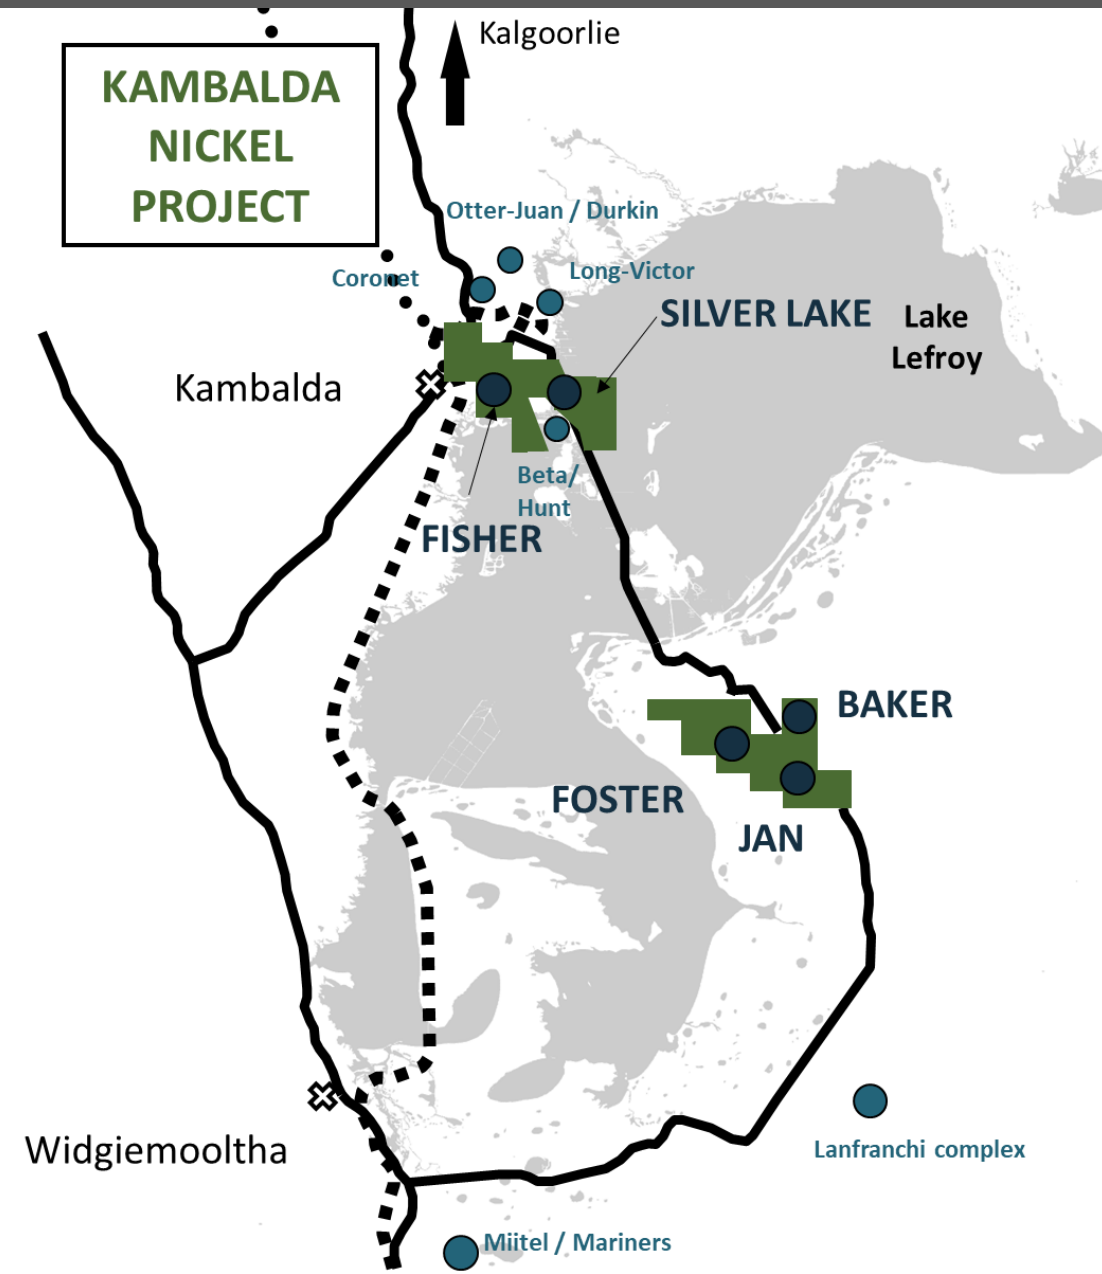 Kalgoorlie
KAMBALDA
NICKEL
PROJECT
Otter-Juan / Durkin
Coronet
Long-Victor
SILVER LAKE
Lake
Lefroy
Kambalda
Beta/
Hunt
FISHER
BAKER
FOSTER
JAN
Lanfranchi complex
Widgiemooltha
Miitel / Mariners